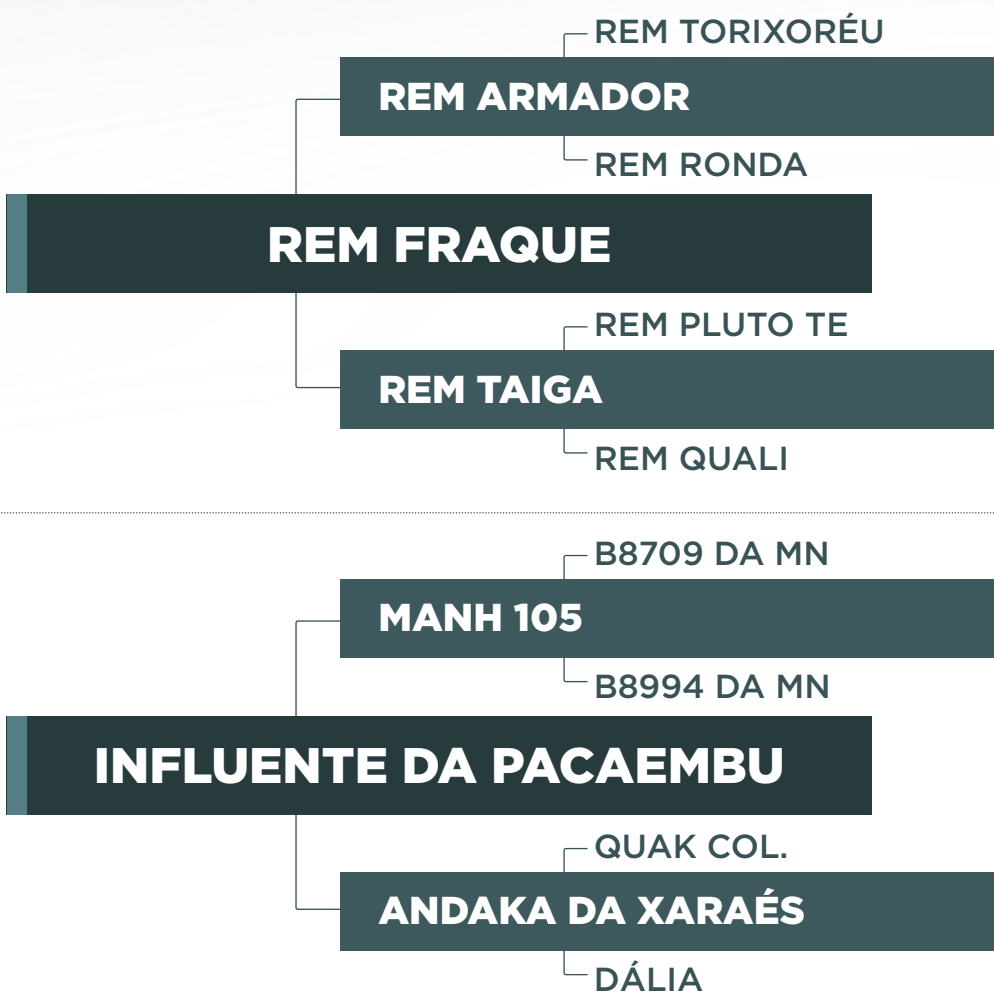 REM TORIXORÉU
REM ARMADOR
REM RONDA
REM FRAQUE
REM PLUTO TE
REM TAIGA
REM QUALI
B8709 DA MN
MANH 105
B8994 DA MN
INFLUENTE DA PACAEMBU
QUAK COL.
ANDAKA DA XARAÉS
DÁLIA